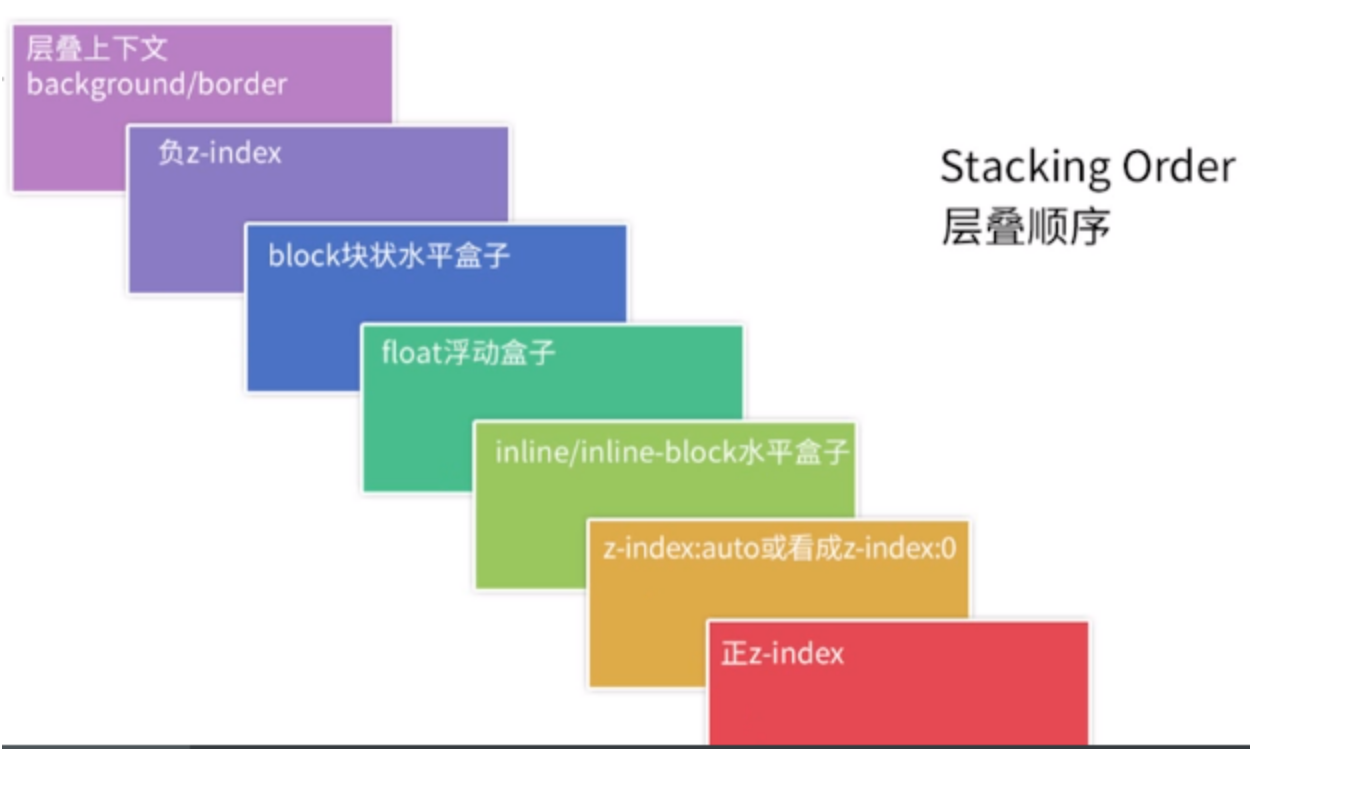 层叠上下文
background/border
负z-index
block块状水平盒子
float浮动盒子
inline/inline-block水平盒子
z-index:auto或看成z-index:0
正z-index
Stacking Order
层叠顺序